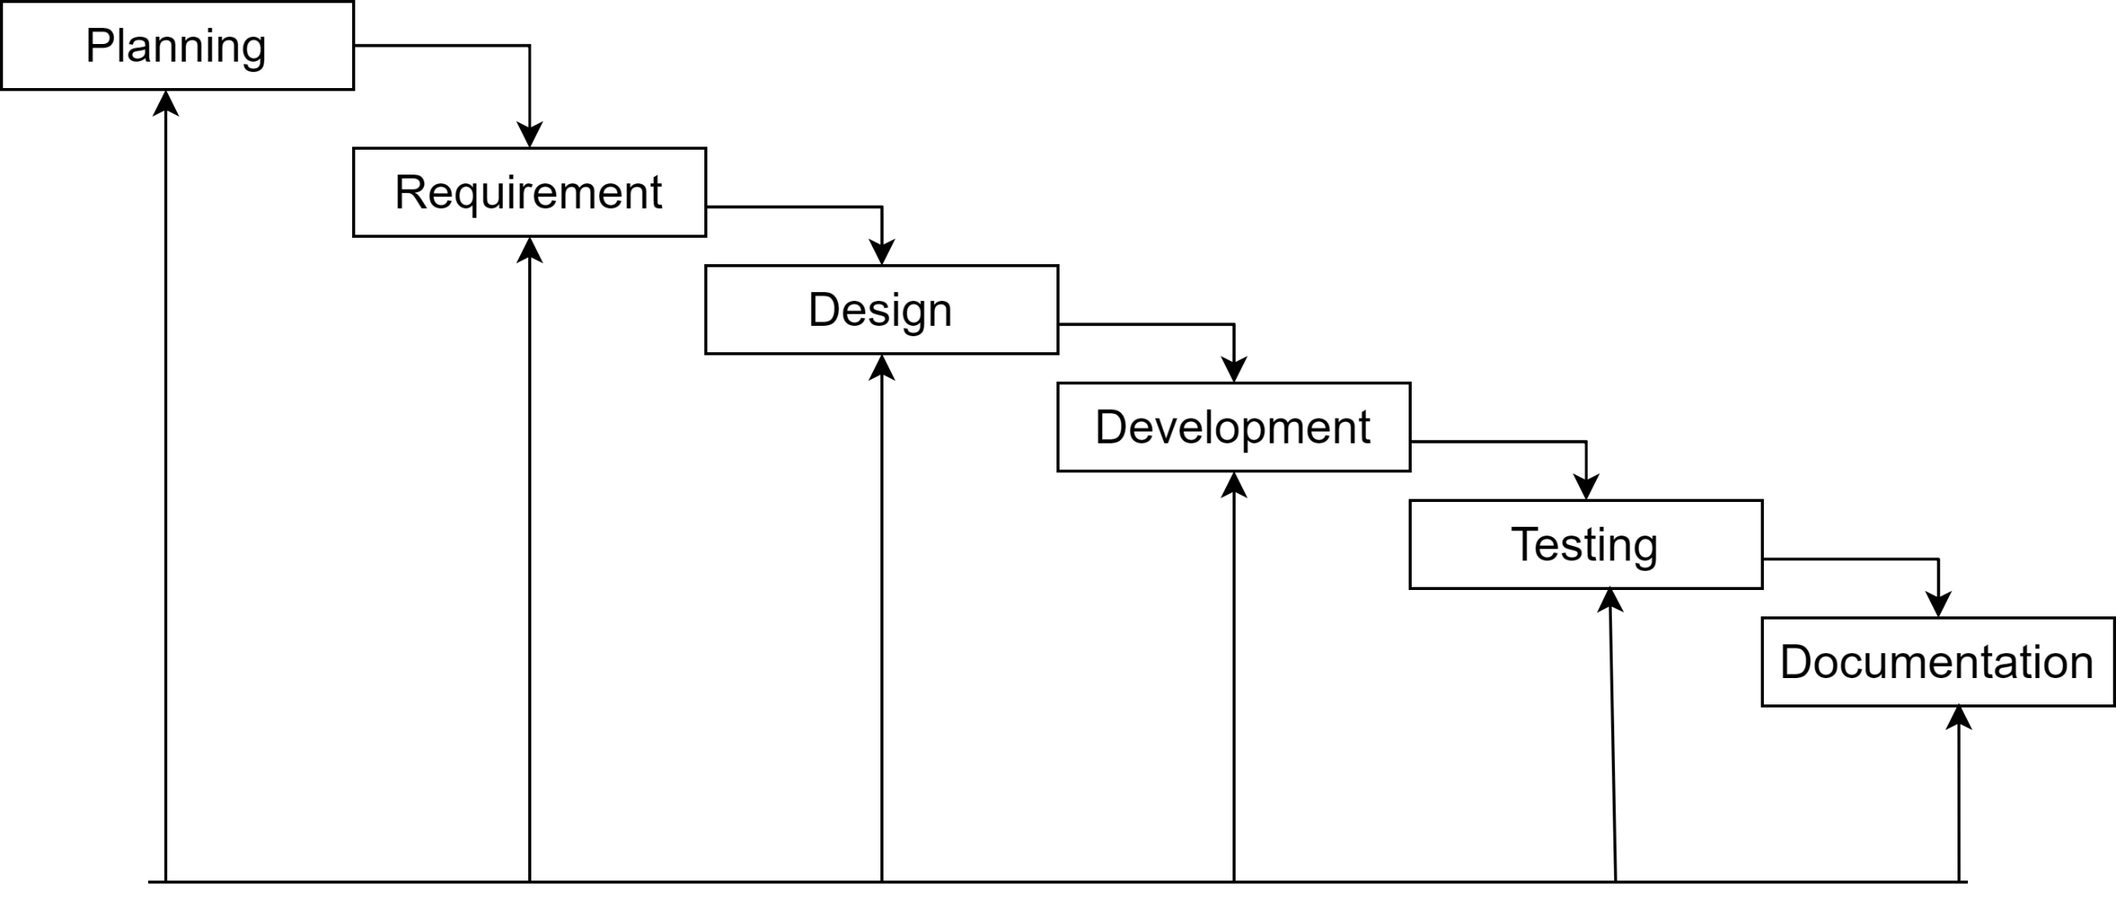 Planning
Requirement
Design
Development
Testing
Documentation